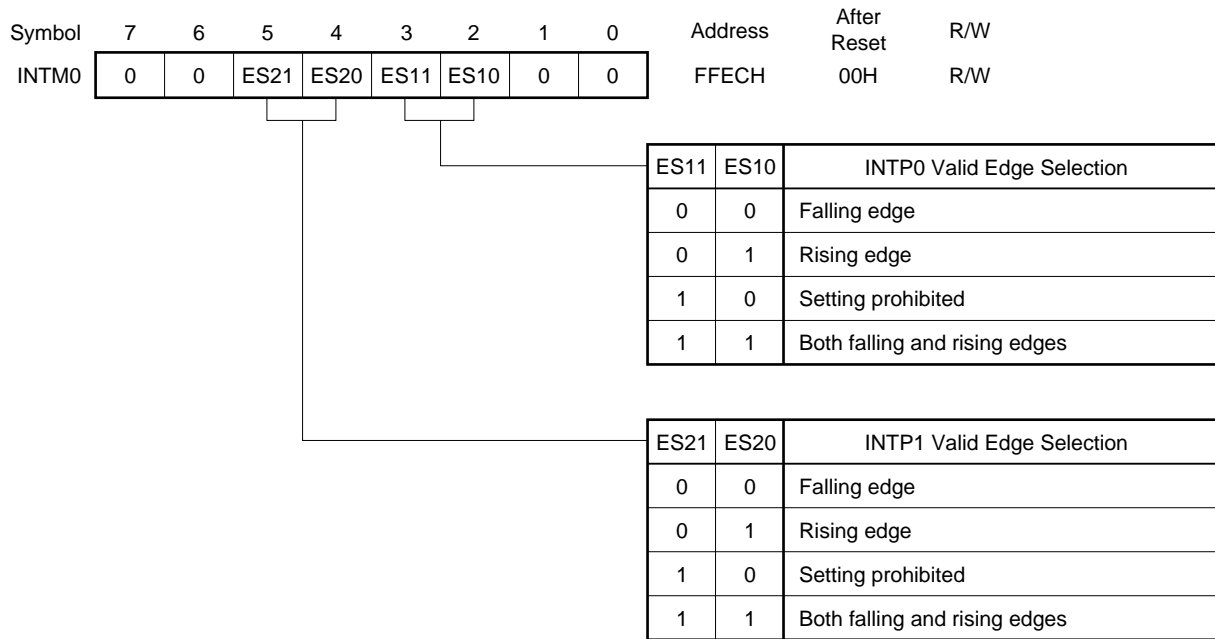 Symbol 7 6 5 4 3 2 1 0 Address After Reset R/W
INTM0 0 0 ES21 ES20 ES11 ES10 0 0 FFECH 00H R/W
ES11 ES10 INTP0 Valid Edge Selection
0 0 Falling edge
0 1 Rising edge
1 0 Setting prohibited
1 1 Both falling and rising edges
ES21 ES20 INTP1 Valid Edge Selection
0 0 Falling edge
0 1 Rising edge
1 0 Setting prohibited
1 1 Both falling and rising edges